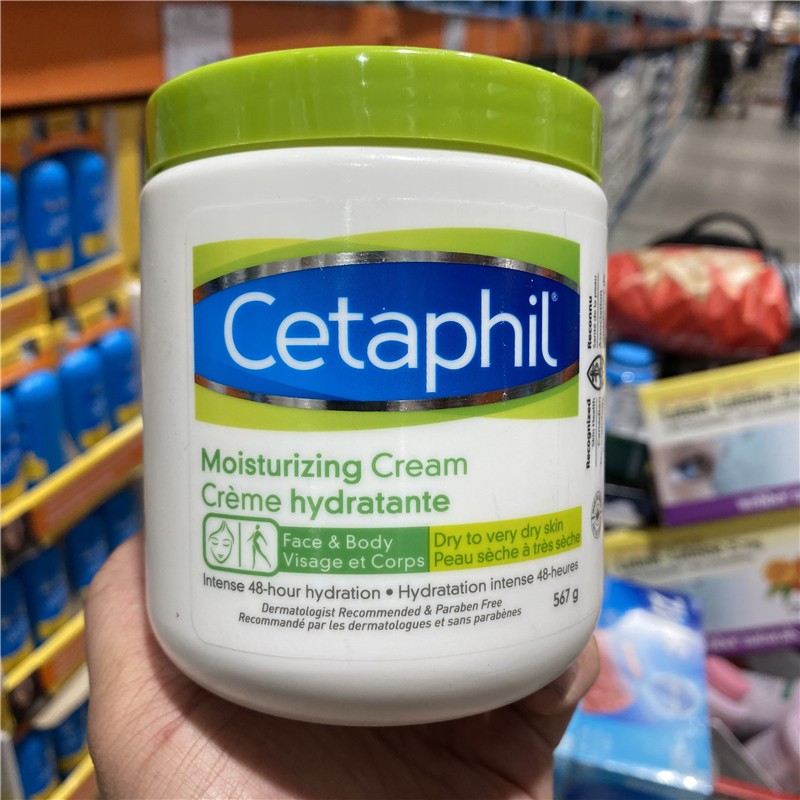 Cetaphil®
Moisturizing Cream
Crème hydratante
Face & Body
Visage et Corps
Dry to very dry skin
Peau sèche à très sèche
Intense 48-hour hydration • Hydratation intense 48-heures
Dermatologist Recommended & Paraben Free
Recommandé par les dermatologues et sans parabènes
567 g
Recognized
Reconnu